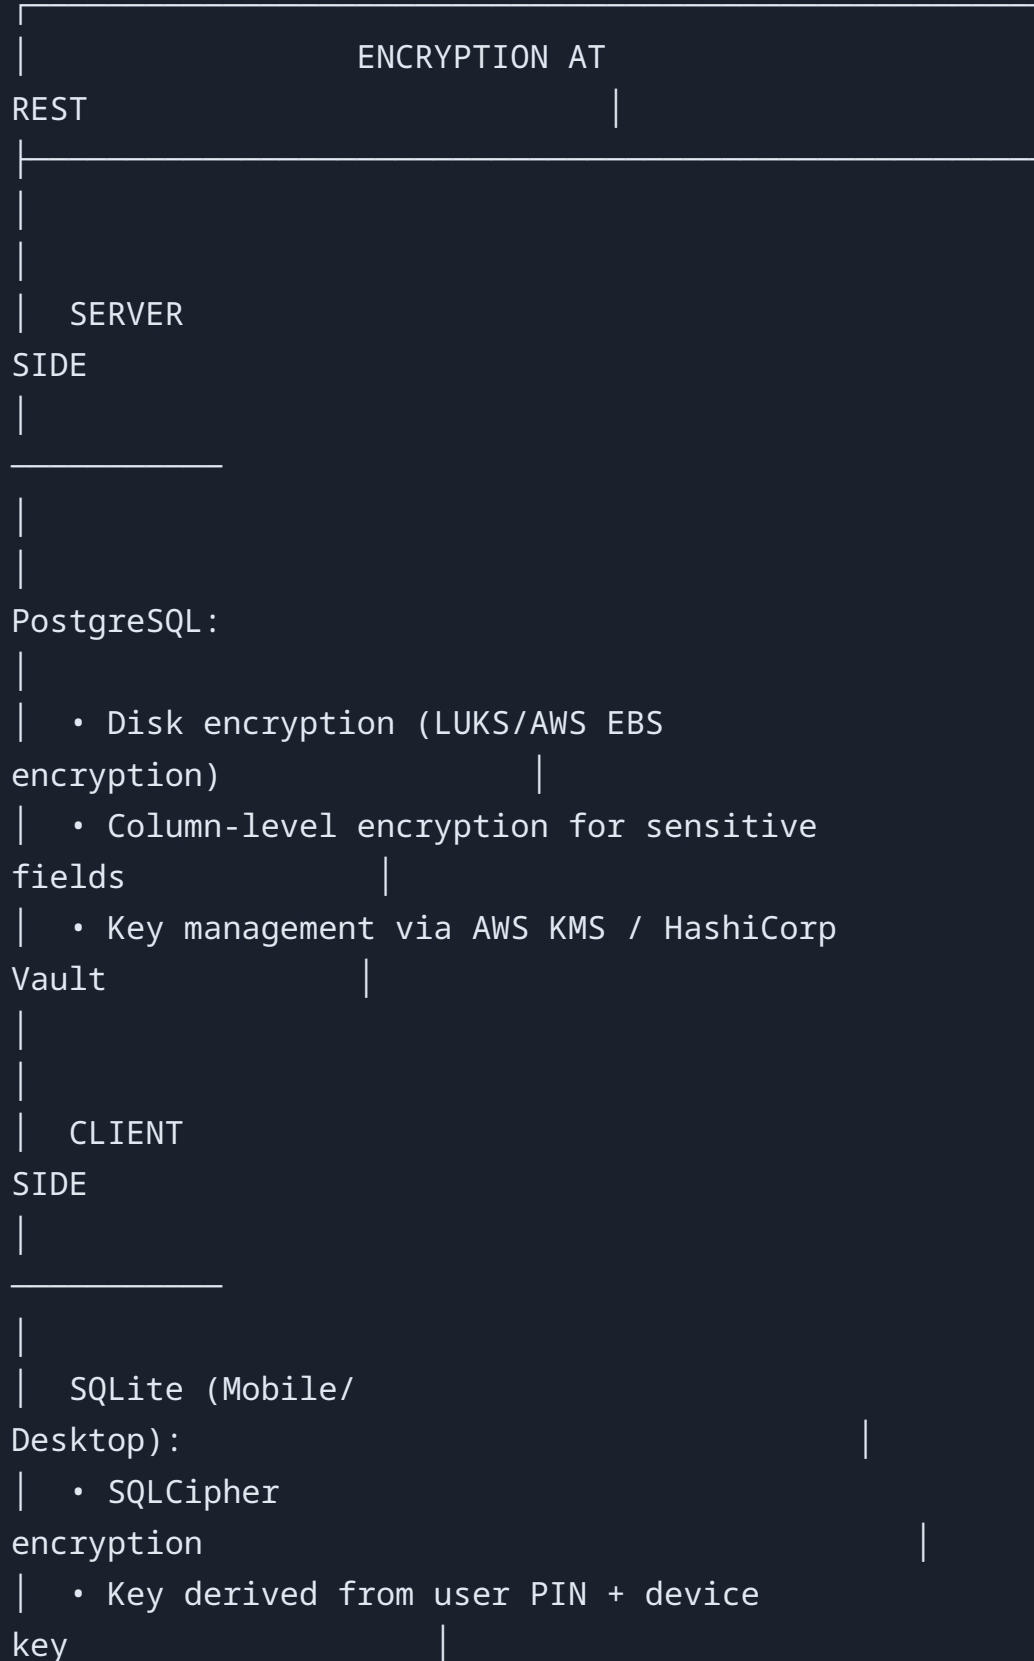 ENCRYPTION AT
REST
SERVER
SIDE
PostgreSQL:
• Disk encryption (LUKS/AWS EBS
encryption)
• Column-level encryption for sensitive
fields
• Key management via AWS KMS / HashiCorp
Vault
CLIENT
SIDE
SQLite (Mobile/
Desktop):
• SQLCipher
encryption
• Key derived from user PIN + device
key